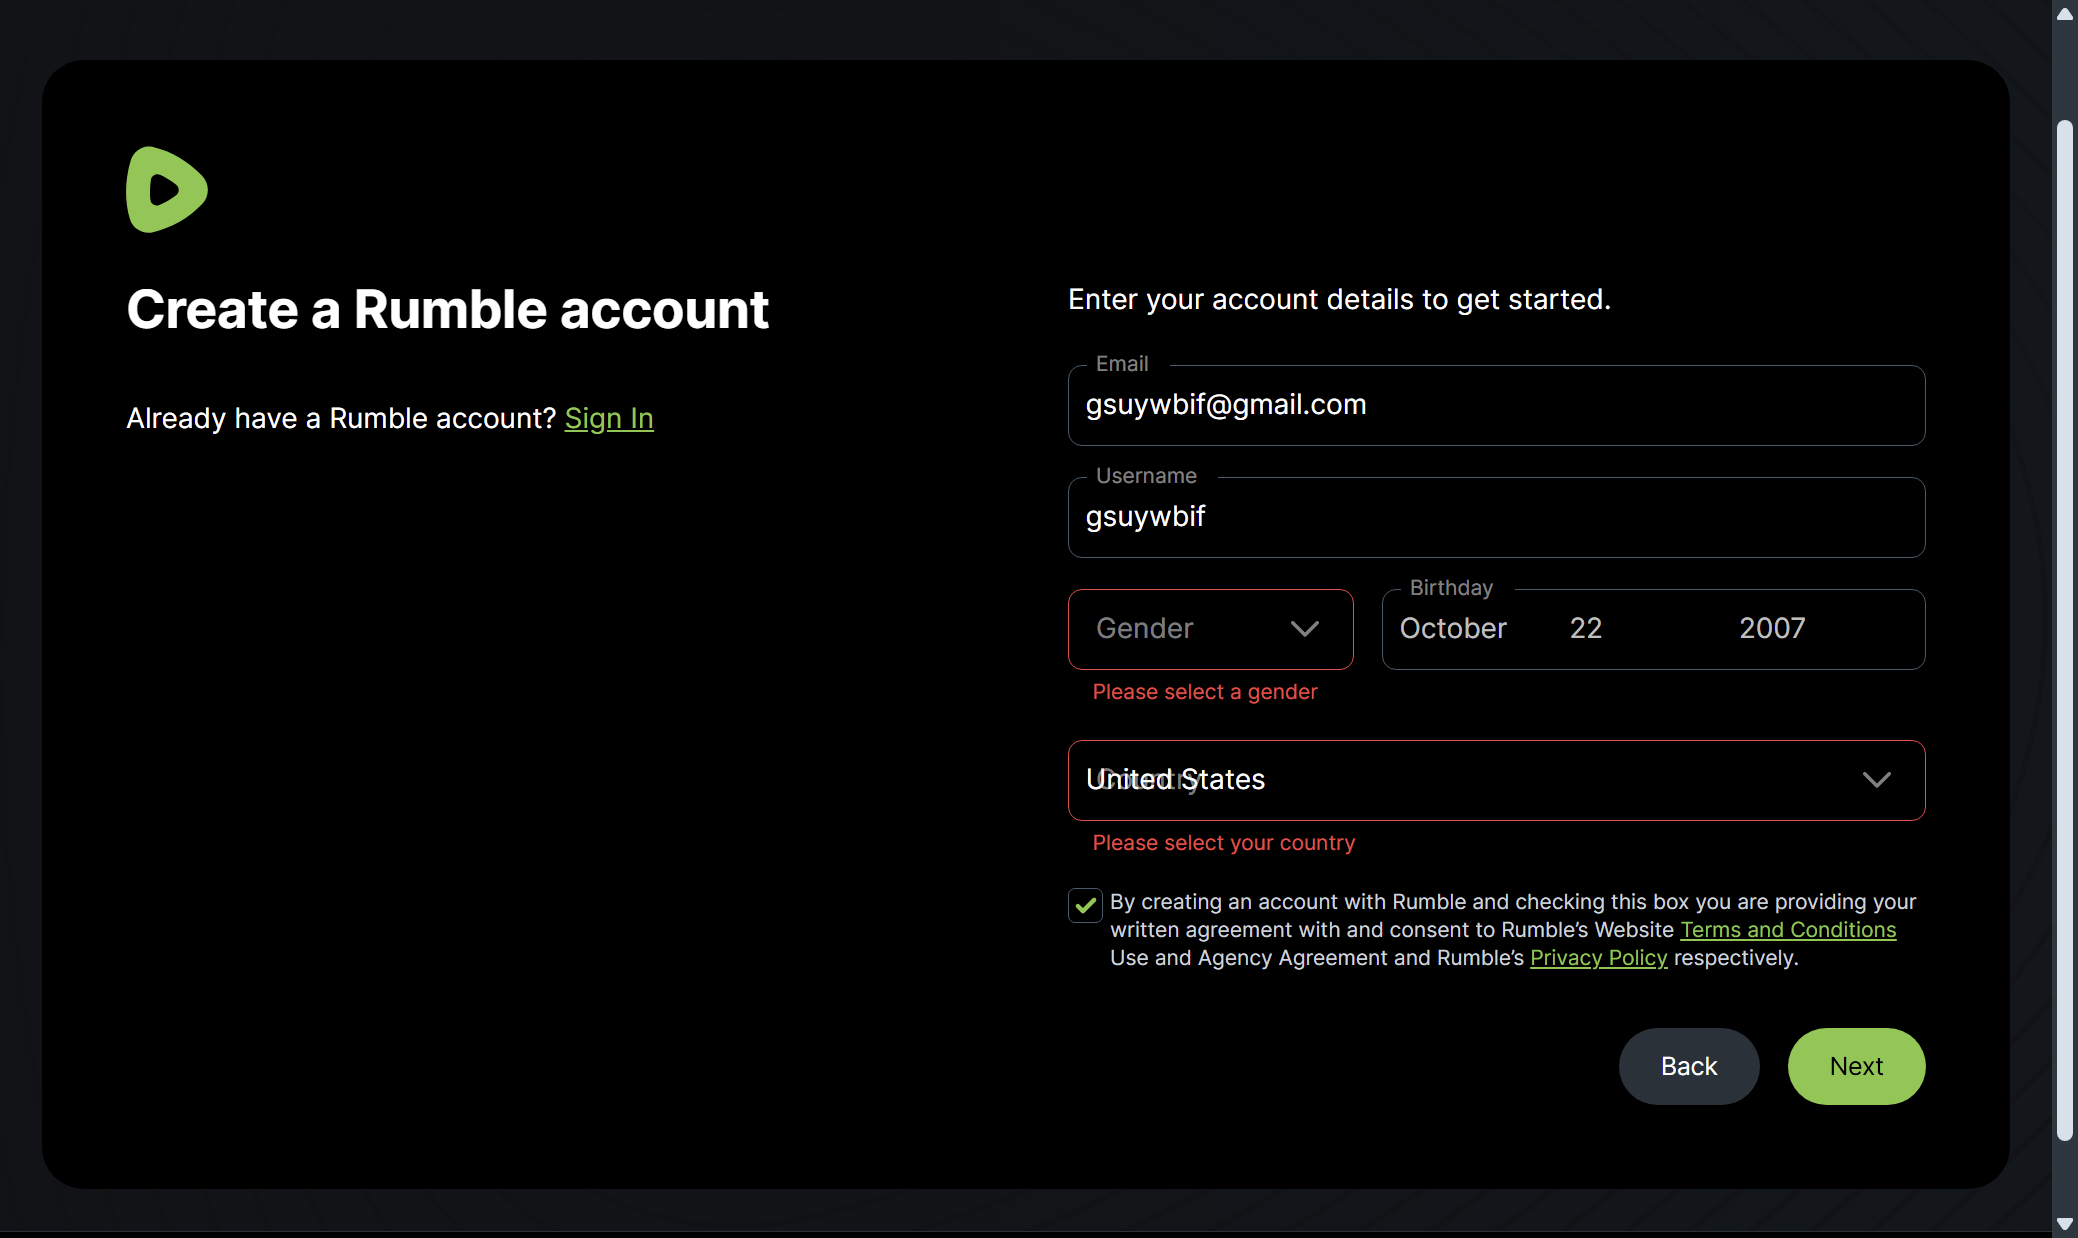 Create a Rumble account
Already have a Rumble account? Sign In
Enter your account details to get started.
Email
gsuywbif@gmail.com
Username
gsuywbif
Gender
Birthday
October 22 2007
Please select a gender
Country
United States
Please select your country
By creating an account with Rumble and checking this box you are providing your
written agreement with and consent to Rumble’s Website Terms and Conditions
Use and Agency Agreement and Rumble’s Privacy Policy respectively.
Back
Next